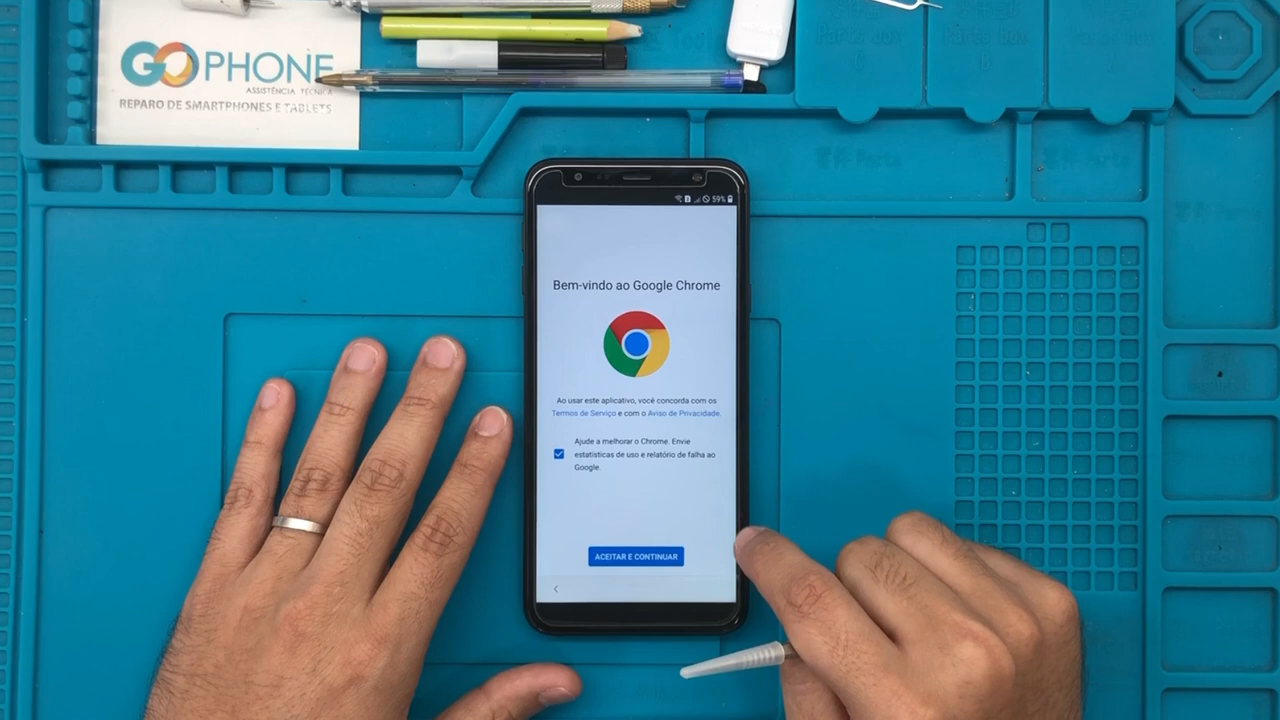 GOPHONE
ASSISTÊNCIA TÉCNICA
REPARO DE SMARTPHONES E TABLETS
59%
Bem-vindo ao Google Chrome
Ao usar este aplicativo, você concorda com os
Termos de Serviço e com o Aviso de Privacidade.
Ajude a melhorar o Chrome. Envie
estatísticas de uso e relatório de falha ao
Google.
ACEITAR E CONTINUAR